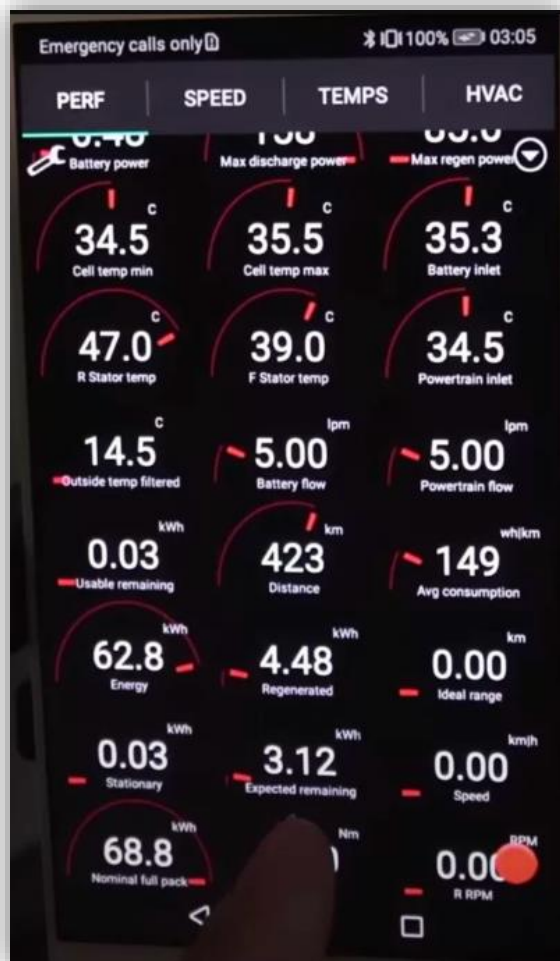 Emergency calls only 100% 03:05
PERF SPEED TEMPS HVAC
Battery power Max discharge power Max regen power
C C C
34.5 35.5 35.3
Cell temp min Cell temp max Battery inlet
C C C
47.0 39.0 34.5
R Stator temp F Stator temp Powertrain inlet
C lpm lpm
14.5 5.00 5.00
Outside temp filtered Battery flow Powertrain flow
kWh km wh|km
0.03 423 149
Usable remaining Distance Avg consumption
kWh kWh km
62.8 4.48 0.00
Energy Regenerated Ideal range
kWh kWh km|h
0.03 3.12 0.00
Stationary Expected remaining Speed
kWh Nm RPM
68.8
Nominal full pack R RPM